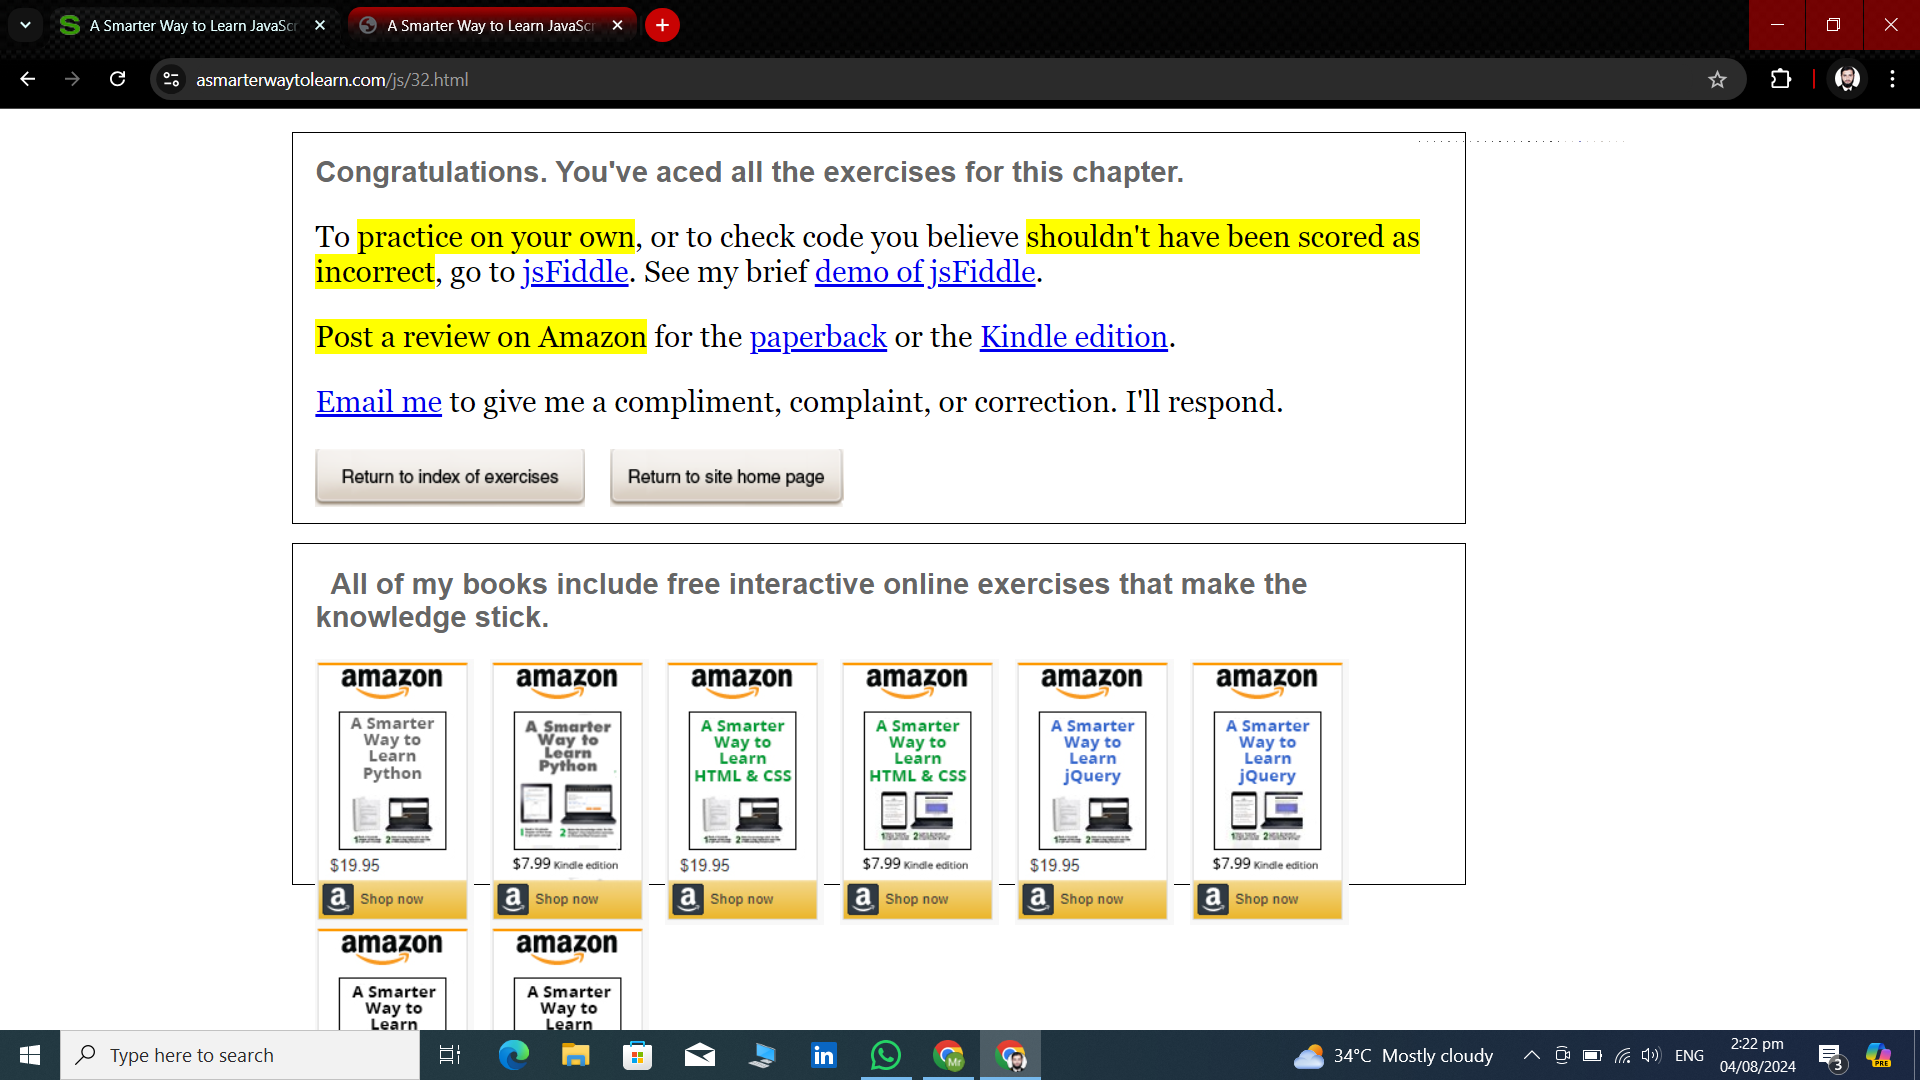 A Smarter Way to Learn JavaScr
A Smarter Way to Learn JavaScr
asmarterwaytolearn.com/js/32.html
Congratulations. You've aced all the exercises for this chapter.
To practice on your own, or to check code you believe shouldn't have been scored as
incorrect, go to jsFiddle. See my brief demo of jsFiddle.
Post a review on Amazon for the paperback or the Kindle edition.
Email me to give me a compliment, complaint, or correction. I'll respond.
Return to index of exercises Return to site home page
All of my books include free interactive online exercises that make the
knowledge stick.
amazon amazon amazon amazon amazon amazon
A Smarter A Smarter A Smarter A Smarter A Smarter A Smarter
Way to Way to Way to Way to Way to Way to
Learn Learn Learn Learn Learn Learn
Python Python HTML & CSS HTML & CSS jQuery jQuery
$19.95 $7.99 Kindle edition $19.95 $7.99 Kindle edition $19.95 $7.99 Kindle edition
a Shop now a Shop now a Shop now a Shop now a Shop now a Shop now
amazon amazon
A Smarter A Smarter
Way to Way to
Learn Learn
Type here to search
in
Mr
34°C Mostly cloudy
ENG
2:22 pm
04/08/2024
3
PRE